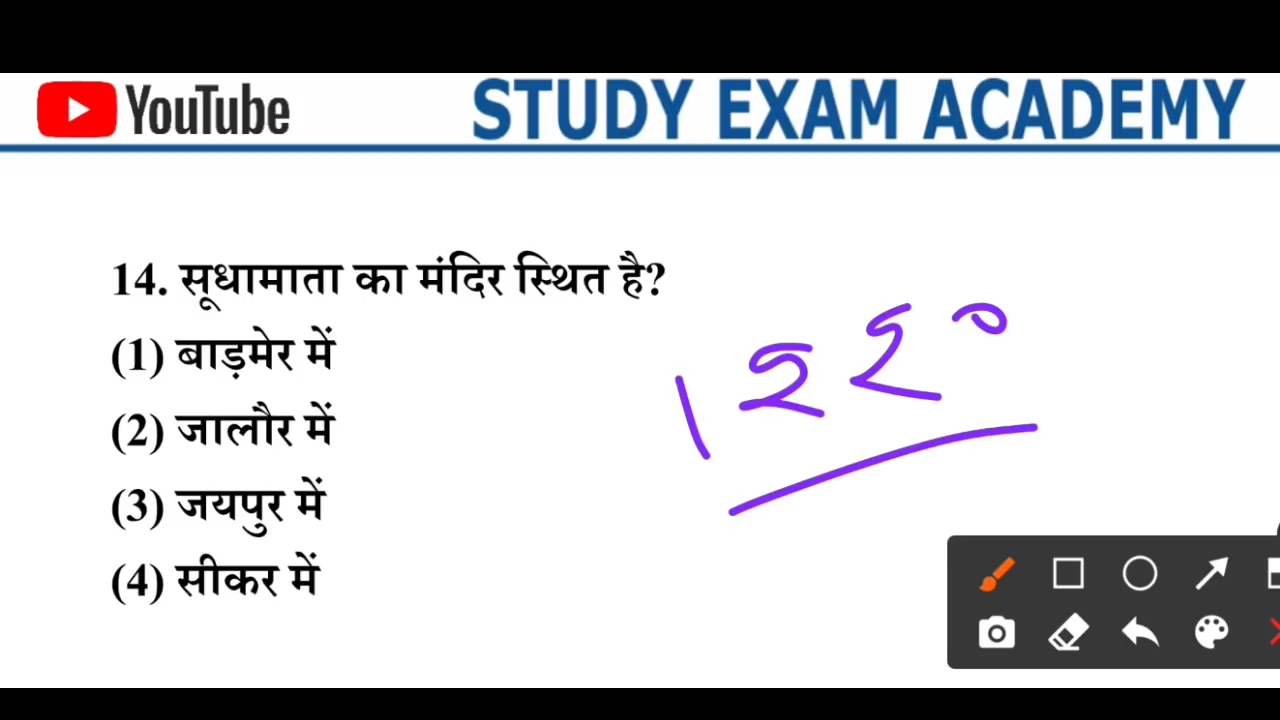 YouTube STUDY EXAM ACADEMY
14. सूधामाता का मंदिर स्थित है?
(1) बाड़मेर में
(2) जालौर में
(3) जयपुर में
(4) सीकर में
1220